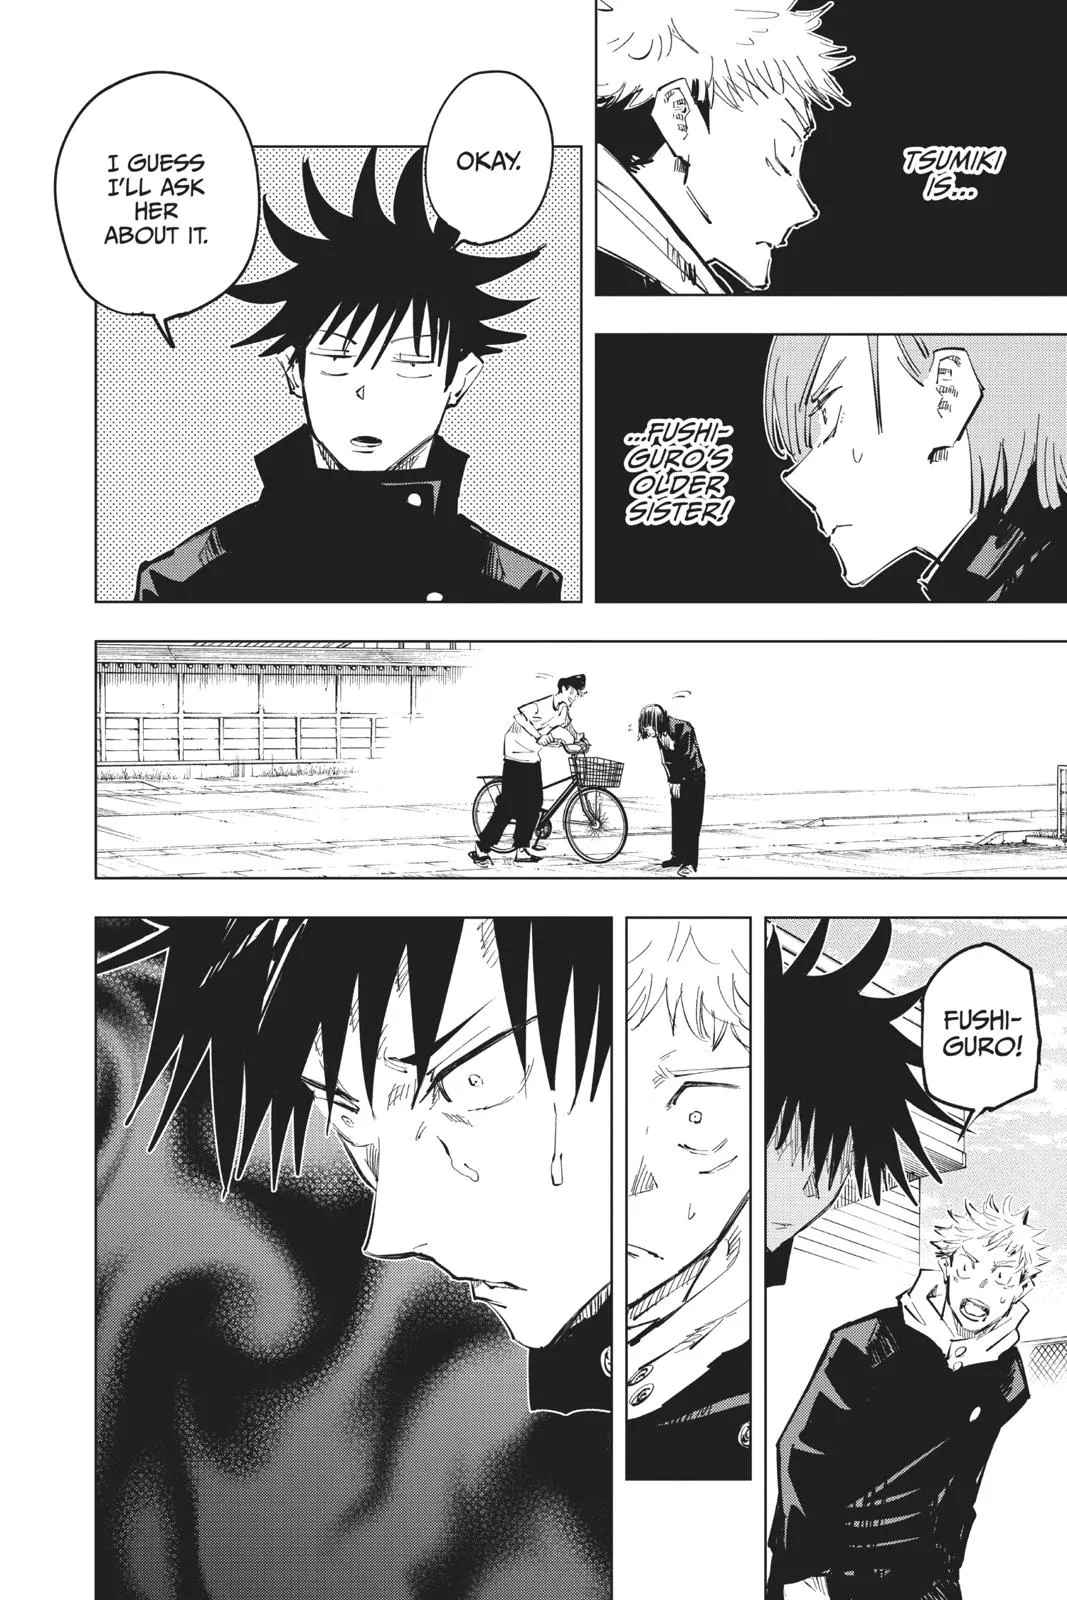 TSUMIKI
IS...
...FUSHI-
GURO'S
OLDER
SISTER!
OKAY.
I GUESS
I'LL ASK
HER
ABOUT IT.
FUSHI-
GURO!